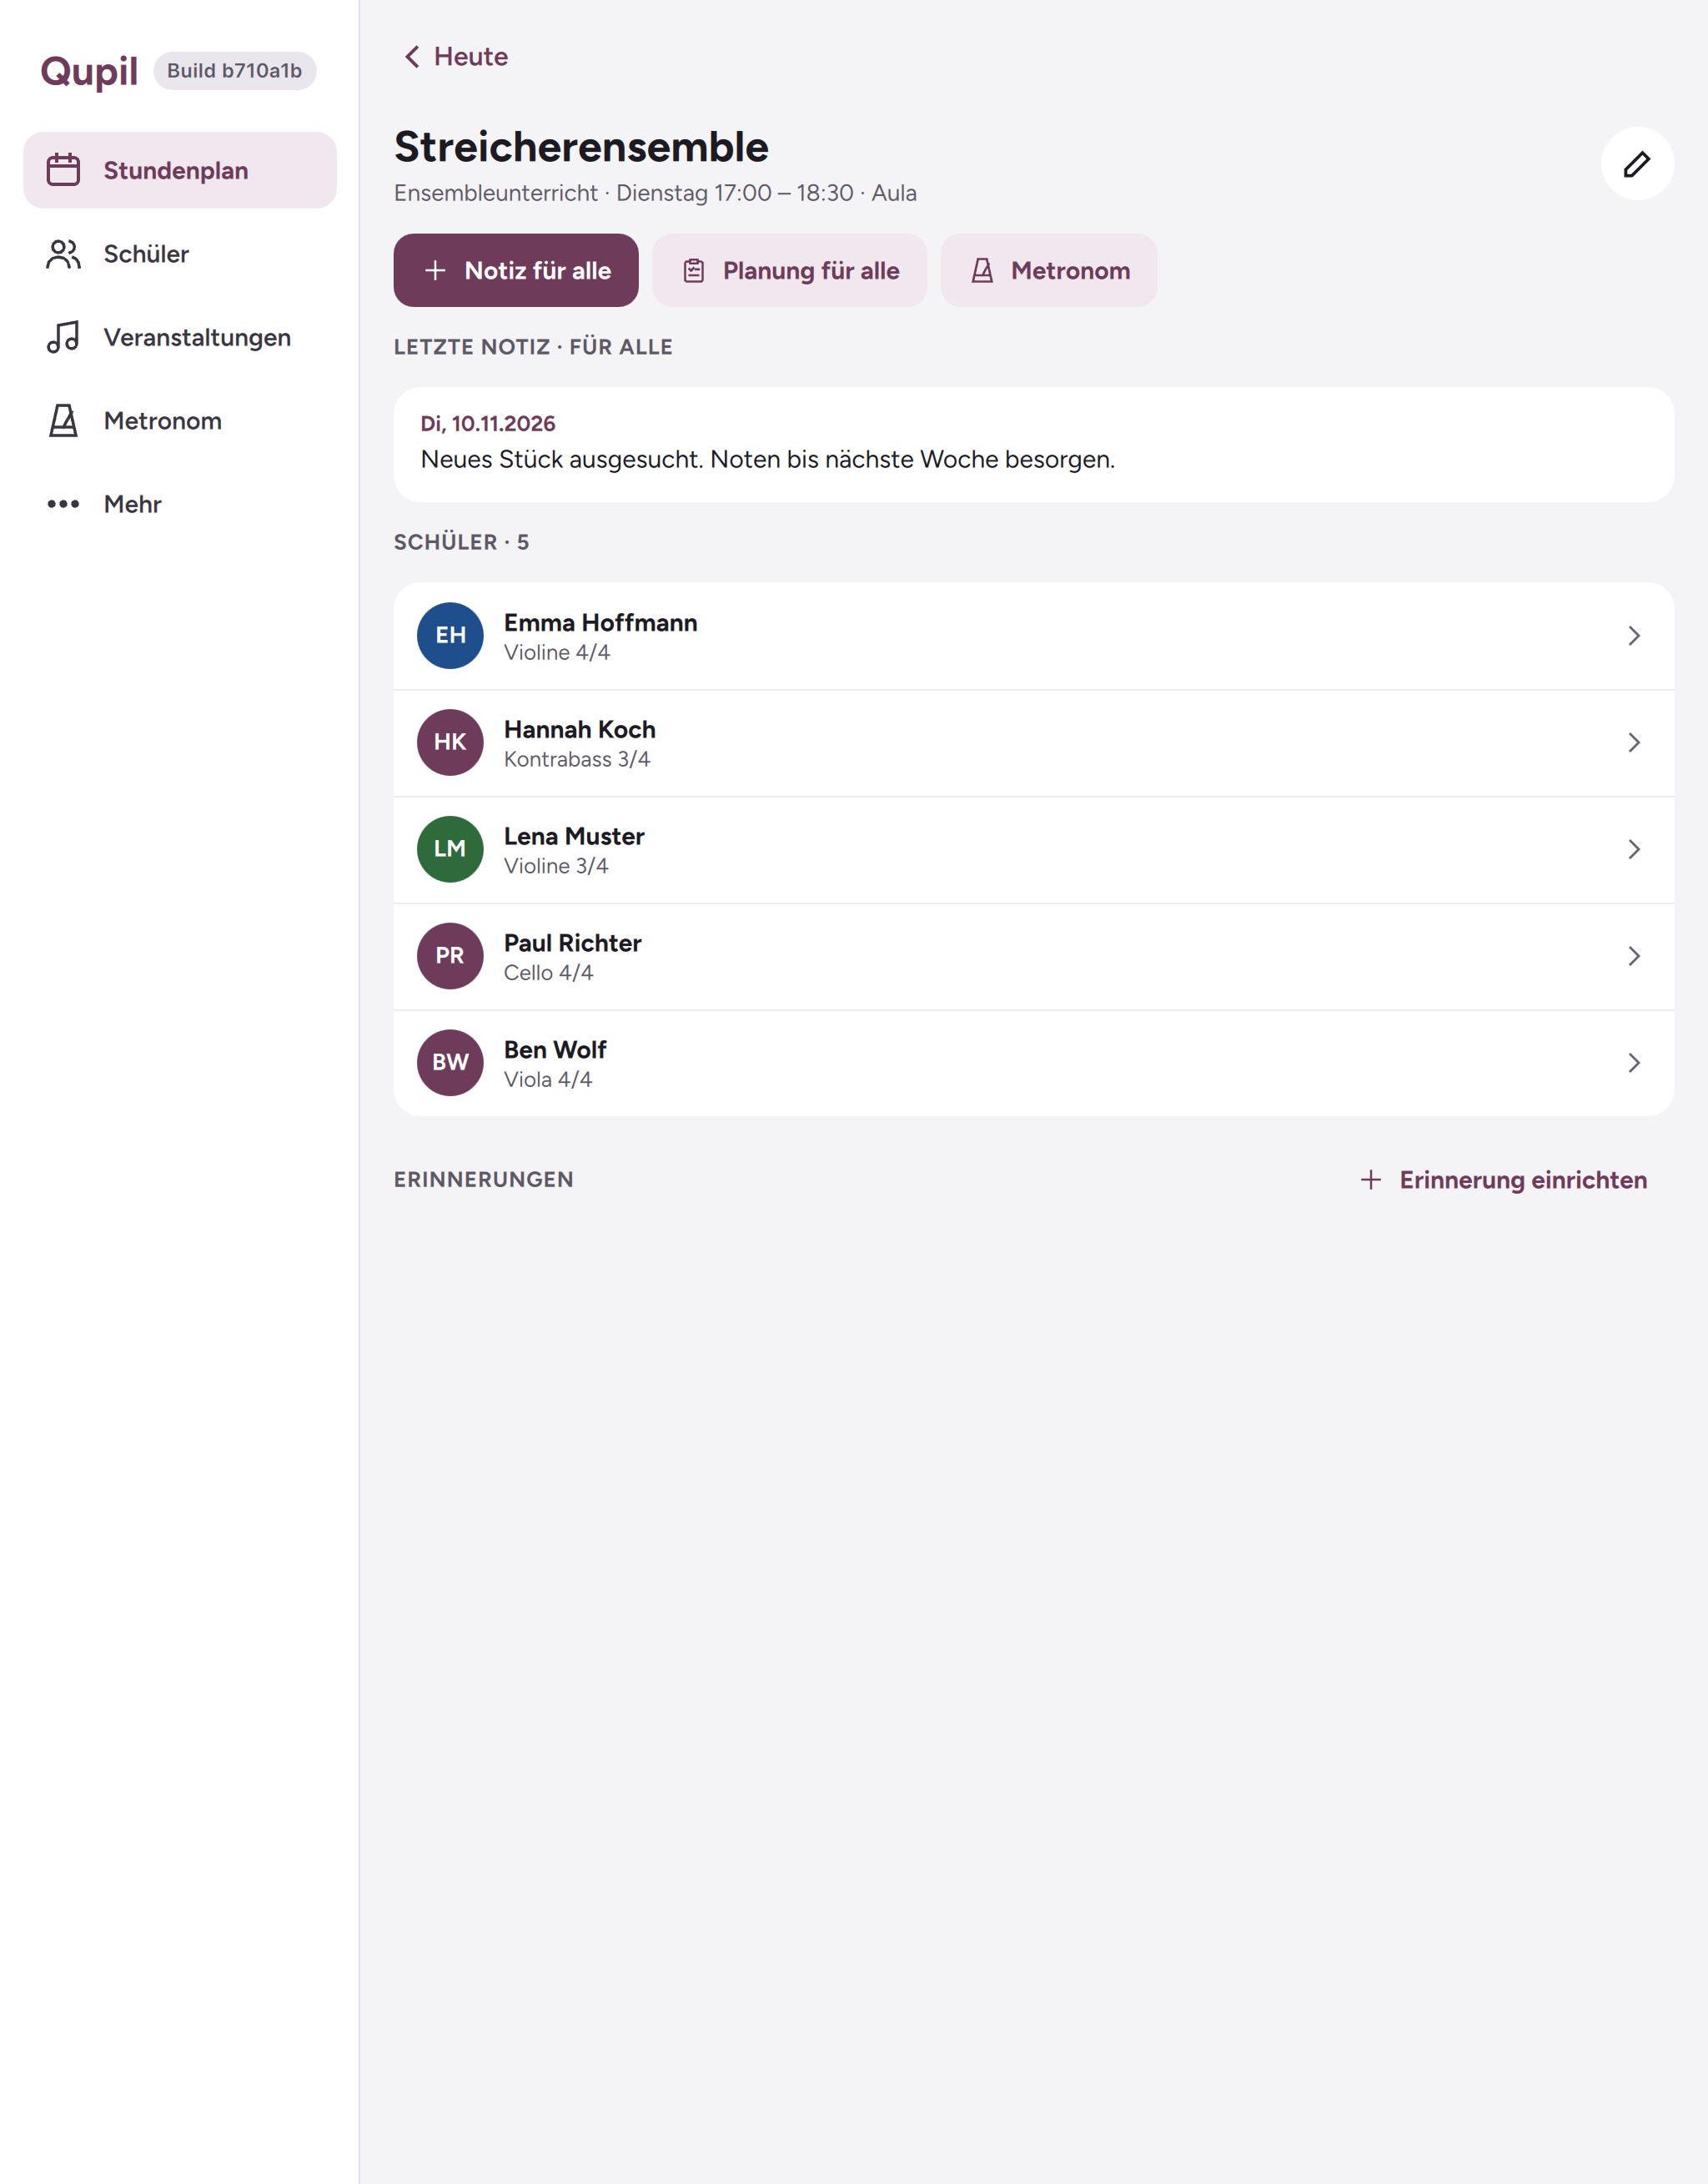 Qupil
Build b710a1b
Stundenplan
Schüler
Veranstaltungen
Metronom
Mehr
Heute
Streicherensemble
Ensembleunterricht · Dienstag 17:00 – 18:30 · Aula
Notiz für alle
Planung für alle
Metronom
LETZTE NOTIZ · FÜR ALLE
Di, 10.11.2026
Neues Stück ausgesucht. Noten bis nächste Woche besorgen.
SCHÜLER · 5
EH
Emma Hoffmann
Violine 4/4
HK
Hannah Koch
Kontrabass 3/4
LM
Lena Muster
Violine 3/4
PR
Paul Richter
Cello 4/4
BW
Ben Wolf
Viola 4/4
ERINNERUNGEN
Erinnerung einrichten